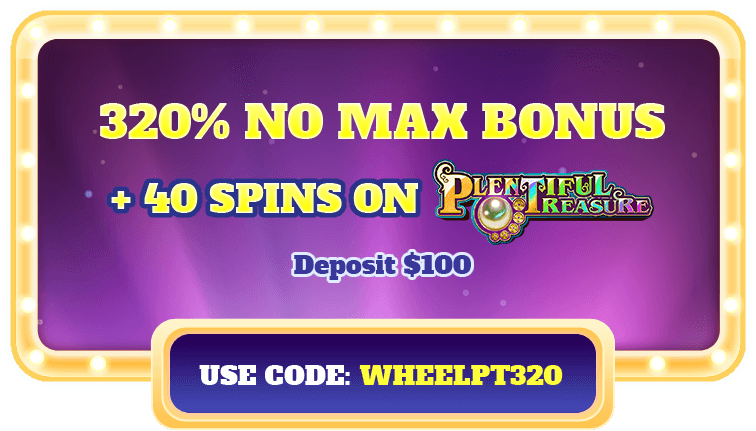 320% NO MAX BONUS
+ 40 SPINS ON PLENTIFUL TREASURE
Deposit $100
USE CODE: WHEELPT320